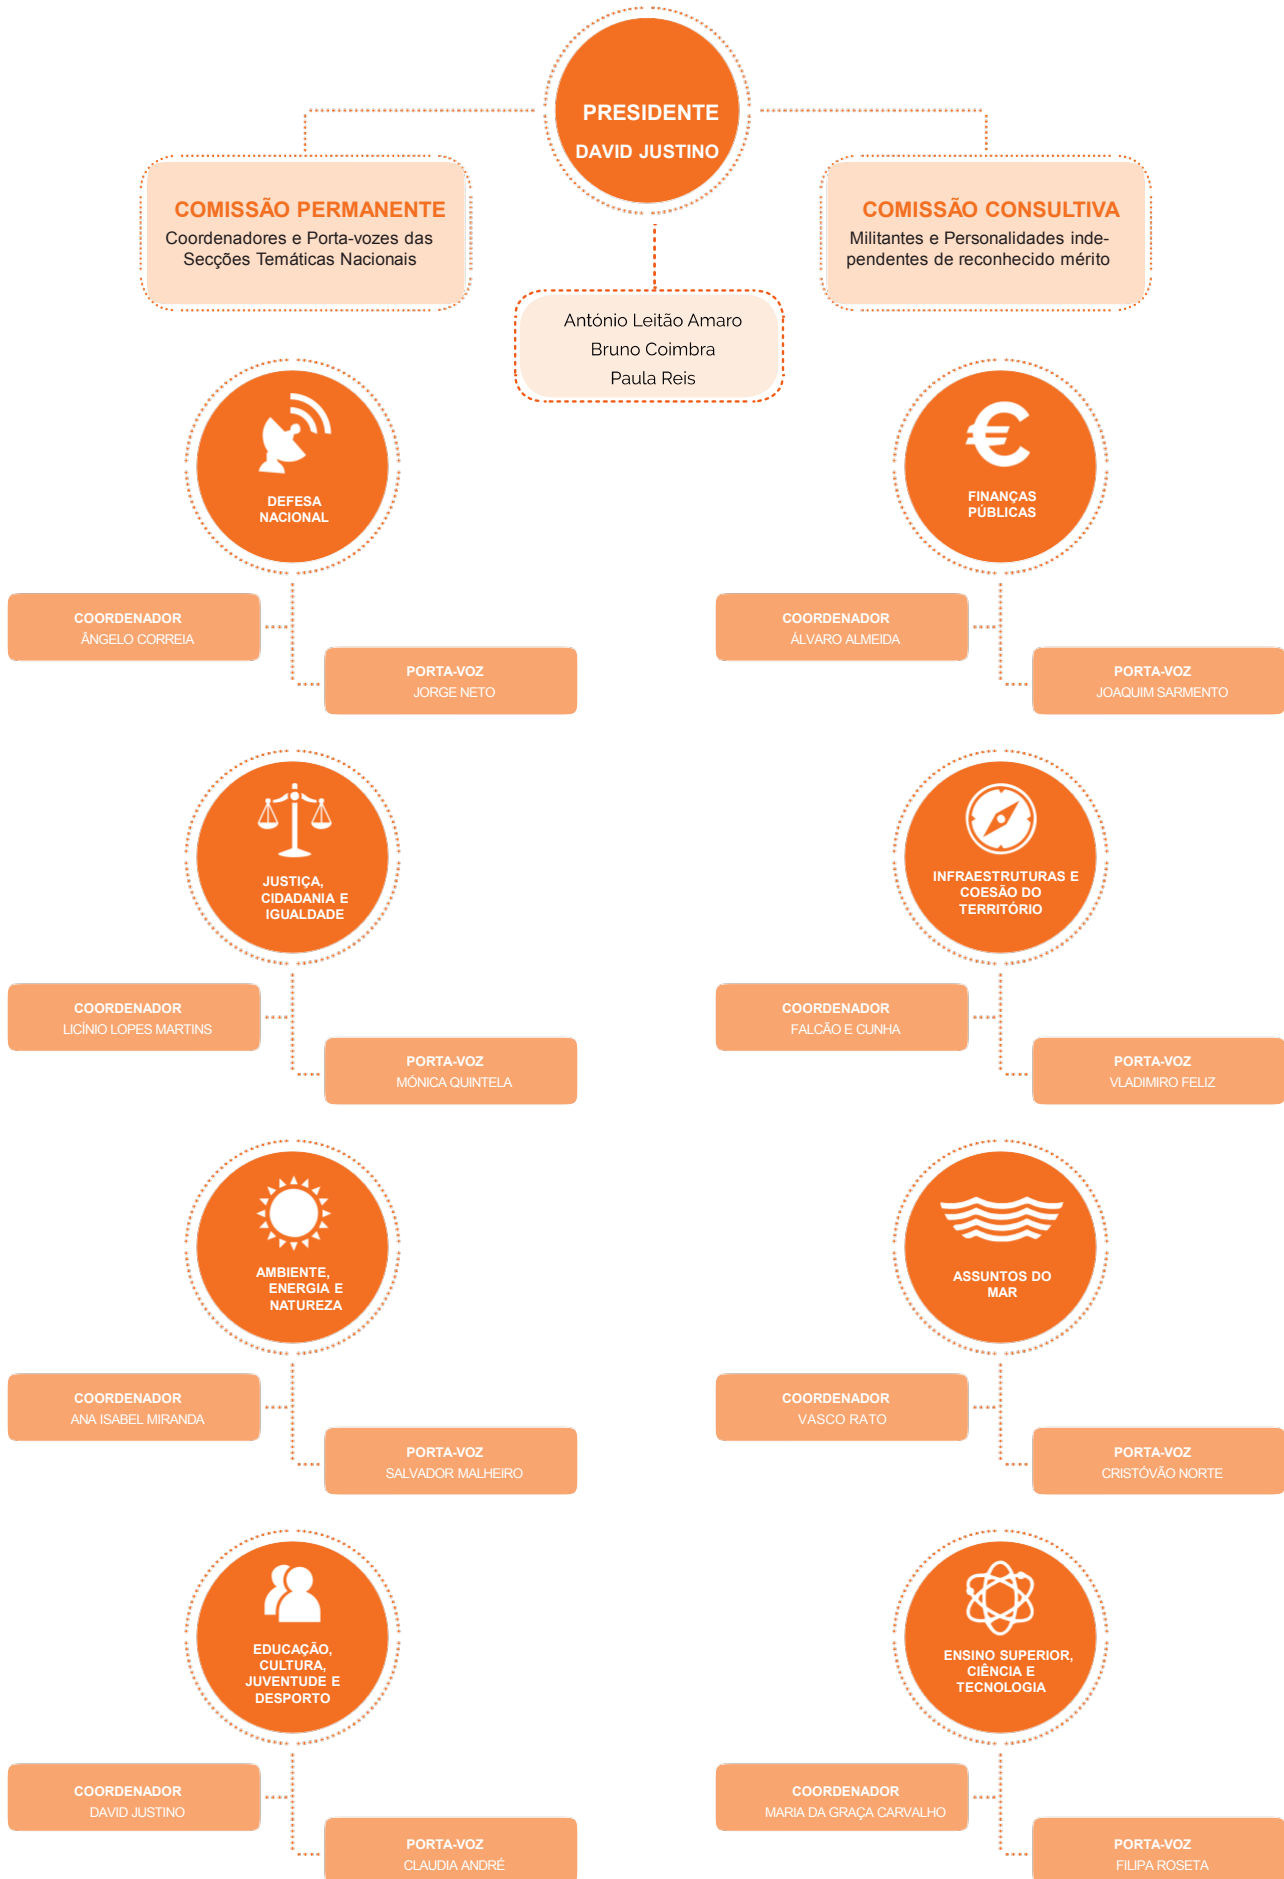 PRESIDENTE
DAVID JUSTINO
COMISSÃO PERMANENTE
Coordenadores e Porta-vozes das
Secções Temáticas Nacionais
COMISSÃO CONSULTIVA
Militantes e Personalidades inde-
pendentes de reconhecido mérito
António Leitão Amaro
Bruno Coimbra
Paula Reis
DEFESA
NACIONAL
COORDENADOR
ÂNGELO CORREIA
PORTA-VOZ
JORGE NETO
FINANÇAS
PÚBLICAS
COORDENADOR
ÁLVARO ALMEIDA
PORTA-VOZ
JOAQUIM SARMENTO
JUSTIÇA,
CIDADANIA E
IGUALDADE
COORDENADOR
LICÍNIO LOPES MARTINS
PORTA-VOZ
MÓNICA QUINTELA
INFRAESTRUTURAS E
COESÃO DO
TERRITÓRIO
COORDENADOR
FALCÃO E CUNHA
PORTA-VOZ
VLADIMIRO FELIZ
AMBIENTE,
ENERGIA E
NATUREZA
COORDENADOR
ANA ISABEL MIRANDA
PORTA-VOZ
SALVADOR MALHEIRO
ASSUNTOS DO
MAR
COORDENADOR
VASCO RATO
PORTA-VOZ
CRISTÓVÃO NORTE
EDUCAÇÃO,
CULTURA,
JUVENTUDE E
DESPORTO
COORDENADOR
DAVID JUSTINO
PORTA-VOZ
CLAUDIA ANDRÉ
ENSINO SUPERIOR,
CIÊNCIA E
TECNOLOGIA
COORDENADOR
MARIA DA GRAÇA CARVALHO
PORTA-VOZ
FILIPA ROSETA